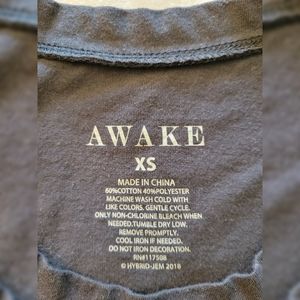 AWAKE
XS
MADE IN CHINA
60%COTTON 40%POLYESTER
MACHINE WASH COLD WITH
LIKE COLORS. GENTLE CYCLE.
ONLY NON-CHLORINE BLEACH WHEN
NEEDED.TUMBLE DRY LOW.
REMOVE PROMPTLY.
COOL IRON IF NEEDED.
DO NOT IRON DECORATION.
RN#117508
© HYBRID-JEM 2018